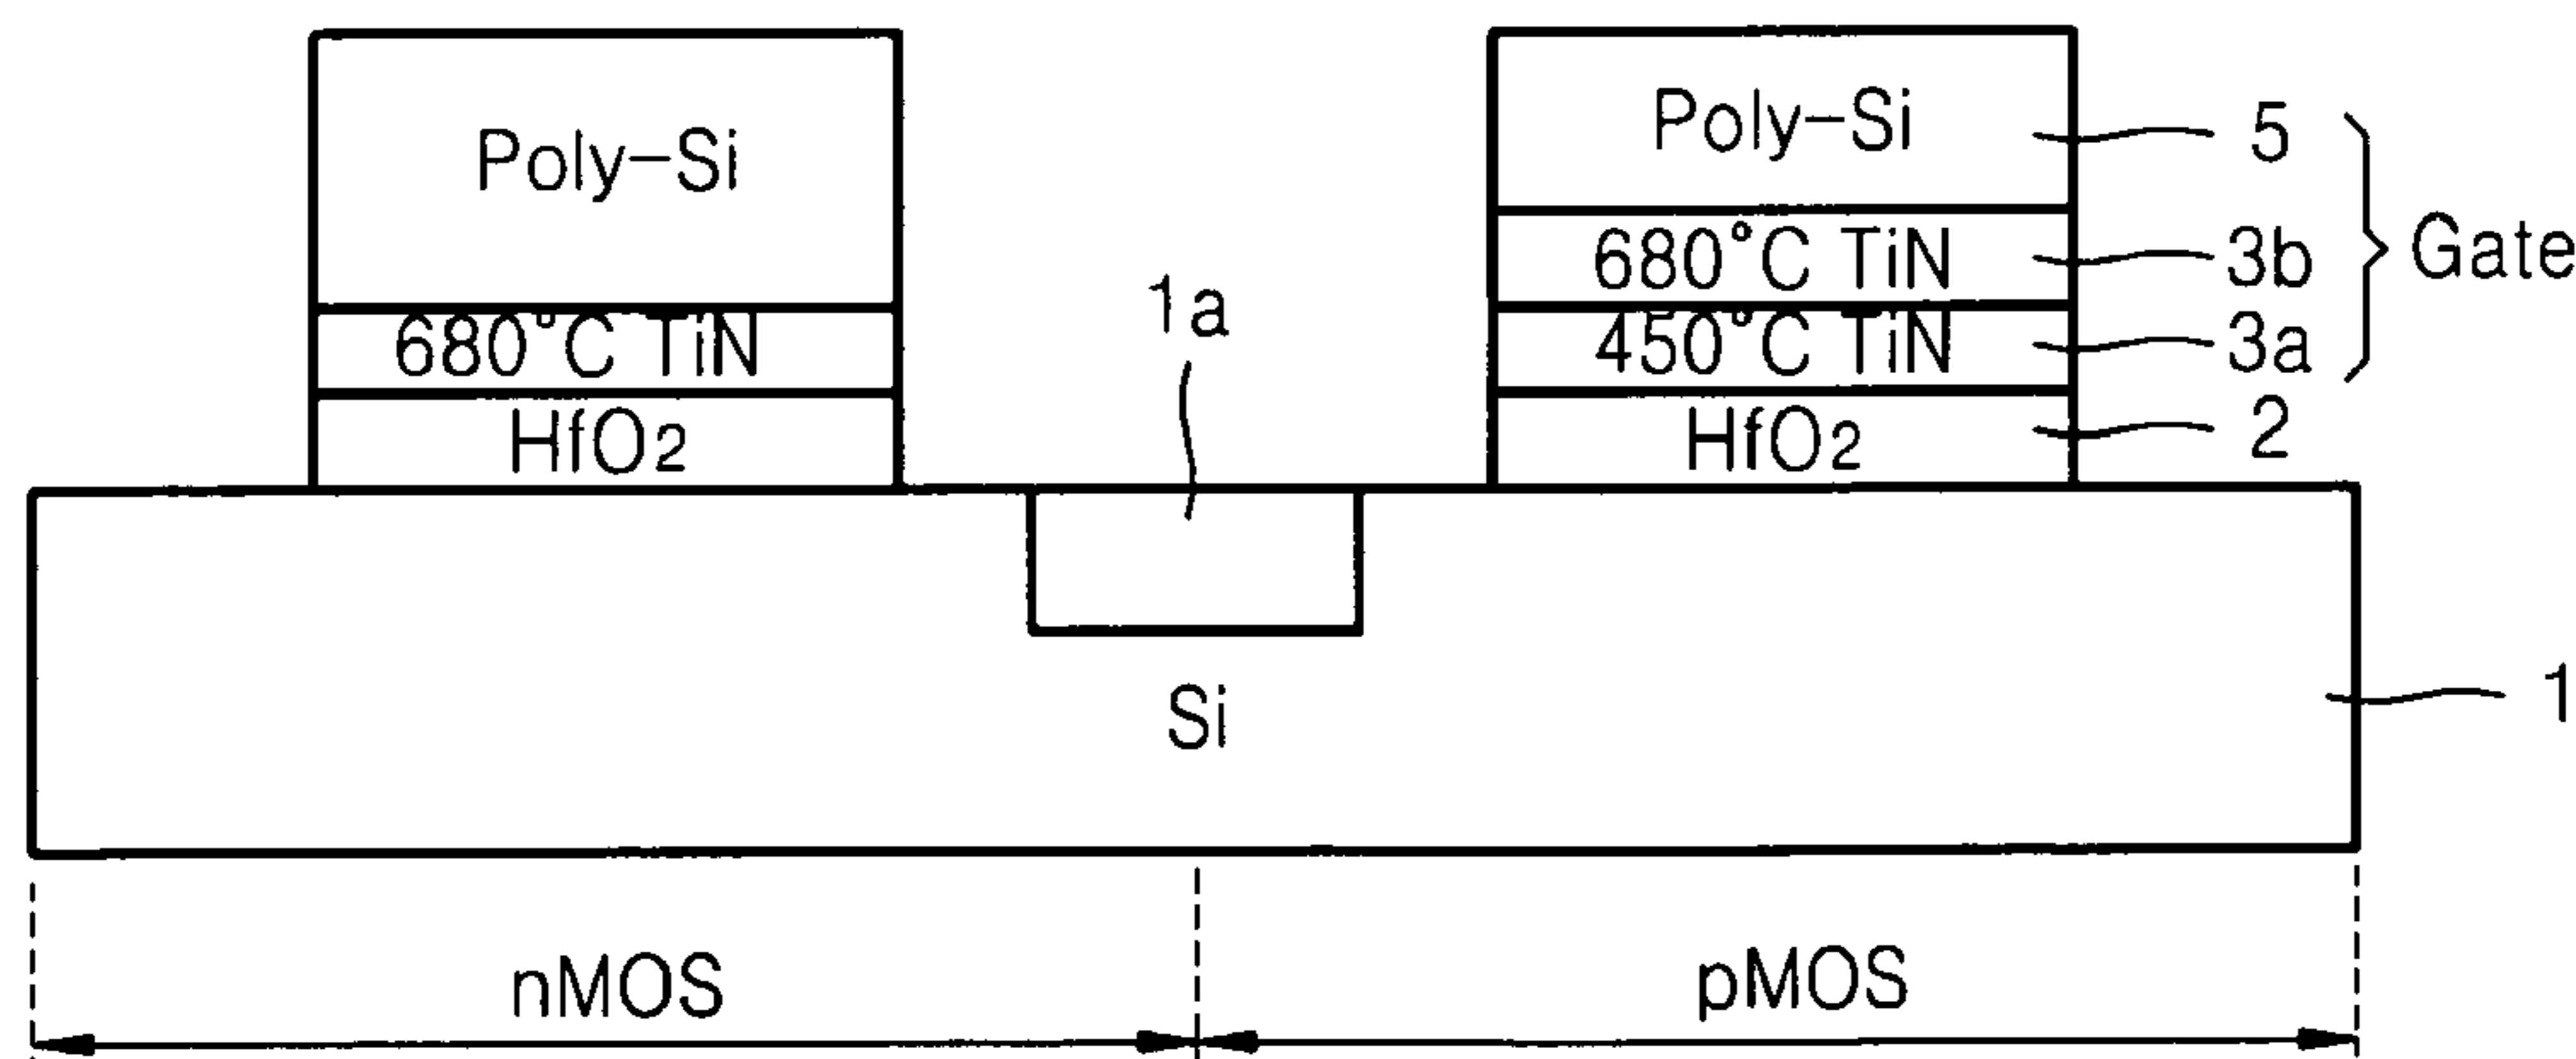 Poly-Si
680°C TiN
HfO2
1a
Poly-Si
680°C TiN
450°C TiN
HfO2
5
3b
3a
2
Gate
Si
1
nMOS
pMOS